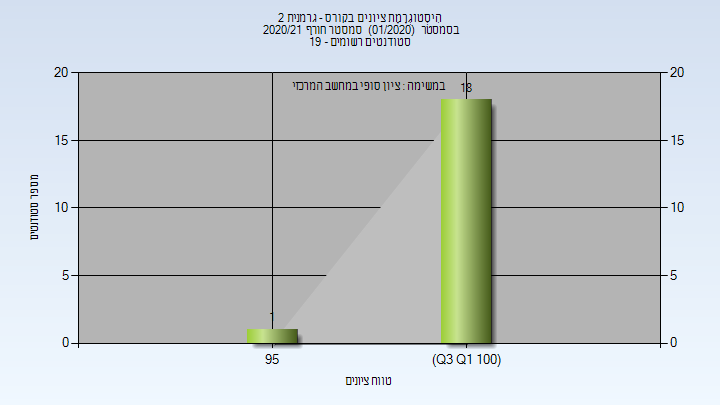 היסטוגרמת ציונים בקורס - גרמנית 2
בסמסטר (01/2020) סמסטר חורף 2020/21
סטודנטים רשומים - 19
במשימה : ציון סופי במחשב המרכזי
20
15
10
5
0
20
15
10
5
0
מספר סטודנטים
1
18
95
(Q3 Q1 100)
טווח ציונים